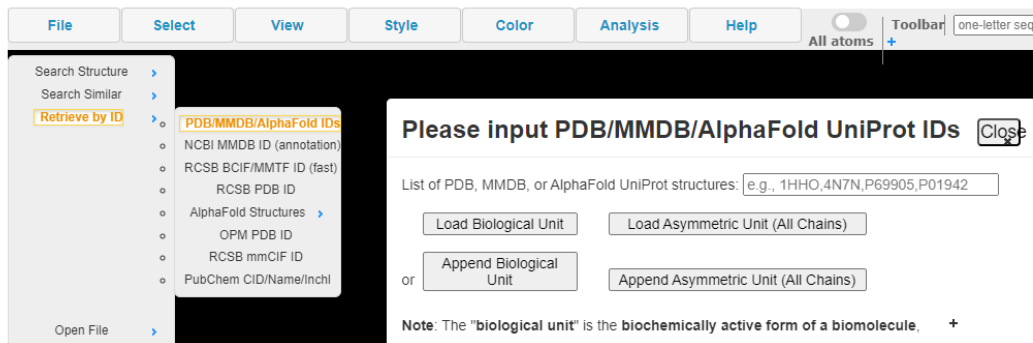 File Select View Style Color Analysis Help All atoms Toolbar + one-letter seq
Search Structure ›
Search Similar ›
Retrieve by ID ›
PDB/MMDB/AlphaFold IDs
NCBI MMDB ID (annotation)
RCSB BCIF/MMTF ID (fast)
RCSB PDB ID
AlphaFold Structures ›
OPM PDB ID
RCSB mmCIF ID
PubChem CID/Name/InchI
Open File ›
Please input PDB/MMDB/AlphaFold UniProt IDs Close
List of PDB, MMDB, or AlphaFold UniProt structures: e.g., 1HHO,4N7N,P69905,P01942
Load Biological Unit Load Asymmetric Unit (All Chains)
or Append Biological Unit Append Asymmetric Unit (All Chains)
Note: The "biological unit" is the biochemically active form of a biomolecule, +